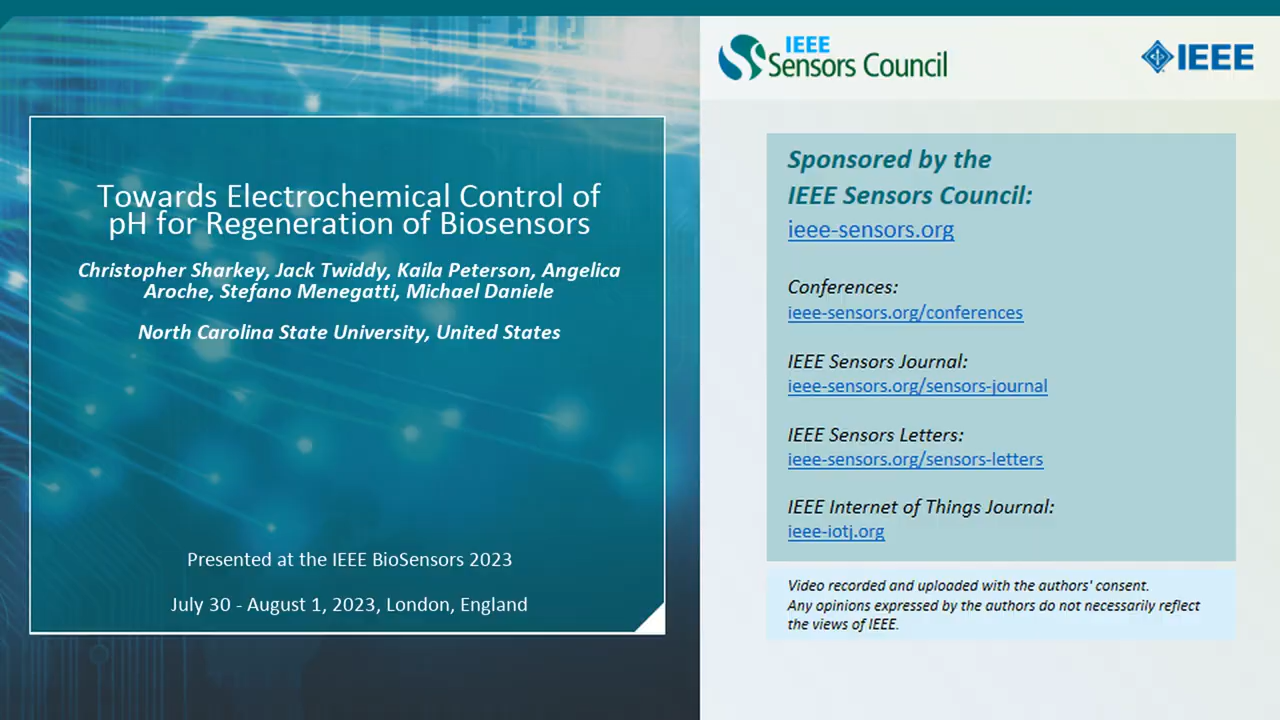 Towards Electrochemical Control of
pH for Regeneration of Biosensors
Christopher Sharkey, Jack Twiddy, Kaila Peterson, Angelica
Aroche, Stefano Menegatti, Michael Daniele
North Carolina State University, United States
Presented at the IEEE BioSensors 2023
July 30 - August 1, 2023, London, England
IEEE
Sensors Council
IEEE
Sponsored by the
IEEE Sensors Council:
ieee-sensors.org
Conferences:
ieee-sensors.org/conferences
IEEE Sensors Journal:
ieee-sensors.org/sensors-journal
IEEE Sensors Letters:
ieee-sensors.org/sensors-letters
IEEE Internet of Things Journal:
ieee-iotj.org
Video recorded and uploaded with the authors' consent.
Any opinions expressed by the authors do not necessarily reflect
the views of IEEE.